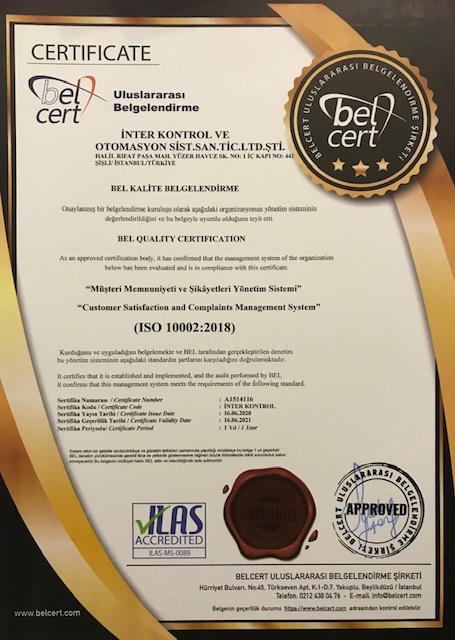 CERTIFICATE
bel cert
Uluslararası
Belgelendirme
BELCERT ULUSLARARASI BELGELENDİRME ŞİRKETİ
bel
cert
İNTER KONTROL VE
OTOMASYON SİST.SAN.TİC.LTD.ŞTİ.
HALİL RIFAT PAŞA MAH. YÜZER HAVUZ SK. NO: 1 İÇ KAPI NO: 441
ŞİŞLİ/ İSTANBUL/TÜRKİYE
BEL KALİTE BELGELENDİRME
Onaylanmış bir belgelendirme kuruluşu olarak aşağıdaki organizasyonun yönetim sisteminin
değerlendirildiğini ve bu belgeyle uyumlu olduğunu teyit etti.
BEL QUALITY CERTIFICATION
As an approved certification body, it has confirmed that the management system of the organization
below has been evaluated and is in compliance with this certificate.
“Müşteri Memnuniyeti ve Şikâyetleri Yönetim Sistemi”
“Customer Satisfaction and Complaints Management System”
(ISO 10002:2018)
Kurduğunu ve uyguladığını belgelemekte ve BEL tarafından gerçekleştirilen denetim
bu yönetim sisteminin aşağıdaki standardın şartlarını karşıladığını doğrulamaktadır.
It certifies that it is established and implemented, and the audit performed by BEL
it confirms that this management system meets the requirements of the following standard.
Sertifika Numarası / Certificate Number : A1514116
Sertifika Kodu / Certificate Code : İNTER KONTROL
Sertifika Yayın Tarihi / Certificate Issue Date : 16.06.2020
Sertifika Geçerlilik Tarihi / Certificate Validity Date : 16.06.2021
Sertifika Periyodu / Certificate Period : 1 Yıl / 1 Year
ILAS
ACCREDITED
ILAS-MS-0089
GUARANTEE
BELCERT ULUSLARARASI BELGELENDİRME ŞİRKETİ
APPROVED
BELCERT ULUSLARARASI BELGELENDİRME ŞİRKETİ
Hürriyet Bulvarı. No:45, Türkseven Apt, K:1-D:7, Yakuplu, Beylikdüzü / İstanbul
Telefon: 0212 438 04 76 - E-mail: info@belcert.com
www.belcert.com
Belgenin geçerlilik durumu https://www.belcert.com adresinden kontrol edilebilir.